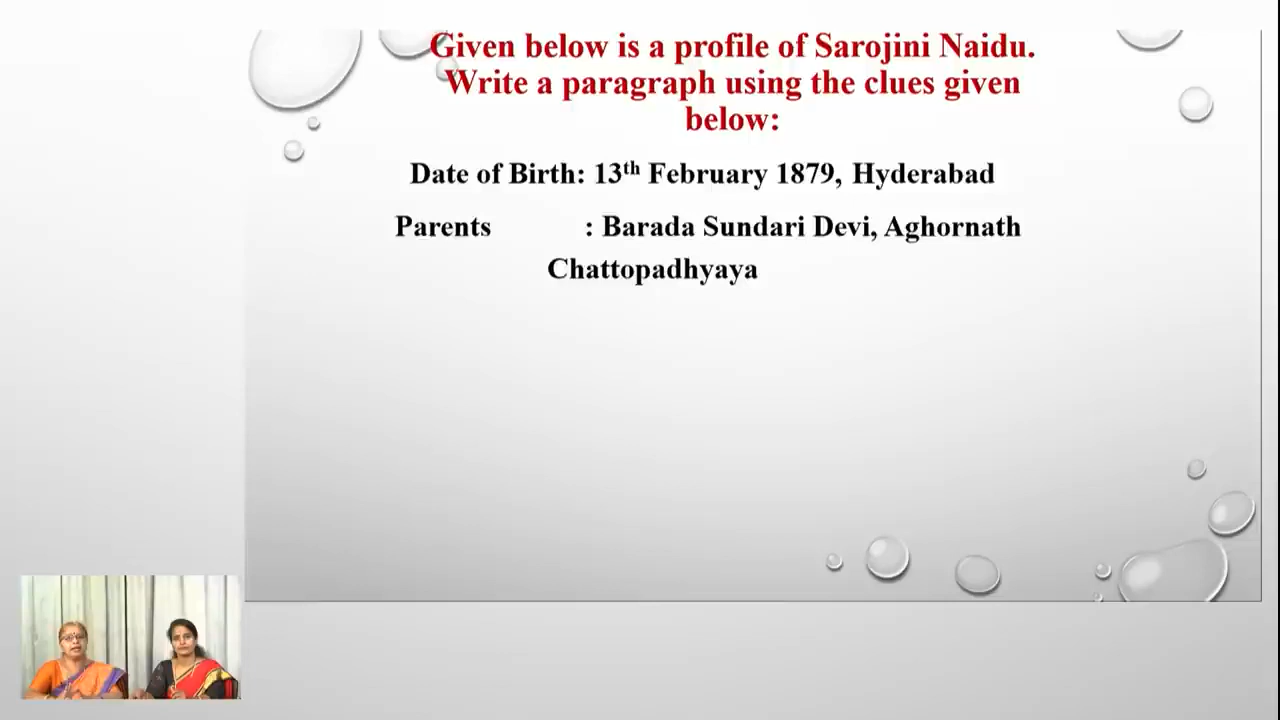 Given below is a profile of Sarojini Naidu.
Write a paragraph using the clues given
below:
Date of Birth: 13th February 1879, Hyderabad
Parents : Barada Sundari Devi, Aghornath
Chattopadhyaya